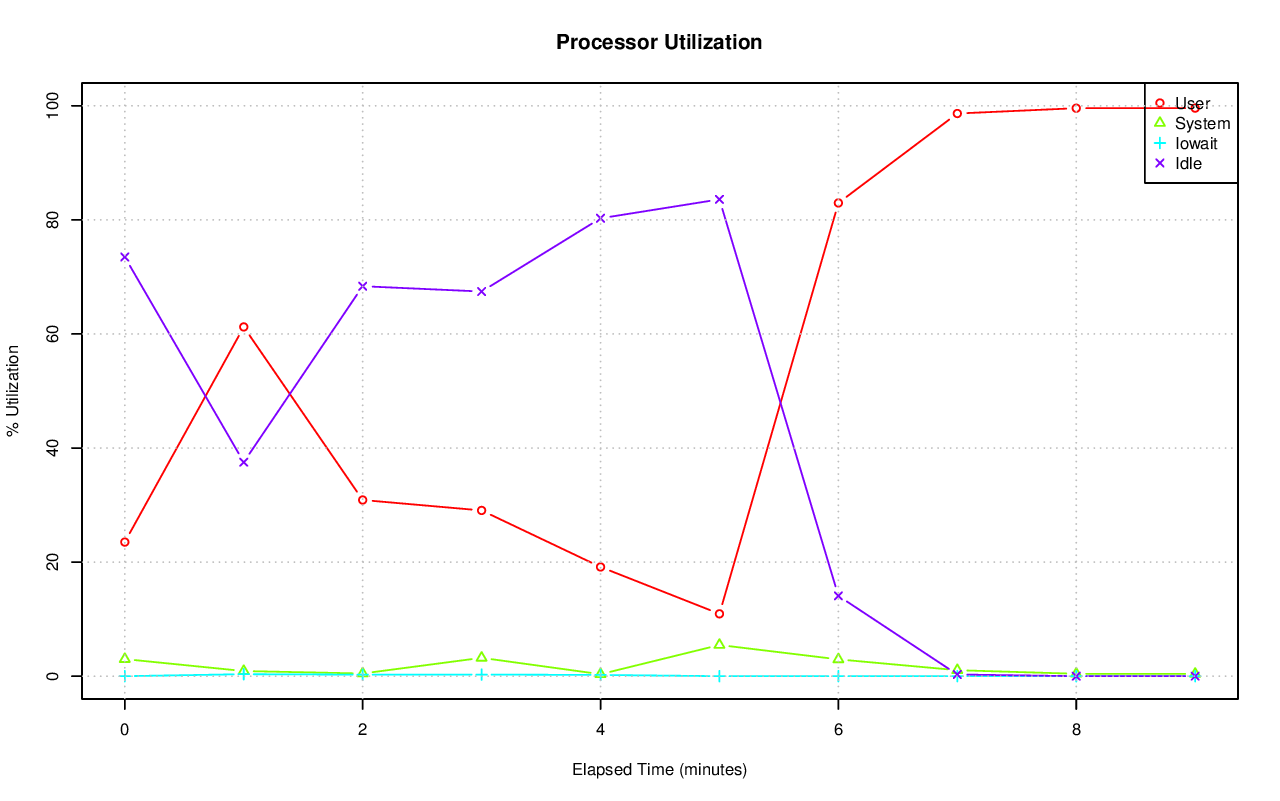 Processor Utilization
% Utilization
100
80
60
40
20
0
User
System
Iowait
Idle
0 2 4 6 8
Elapsed Time (minutes)